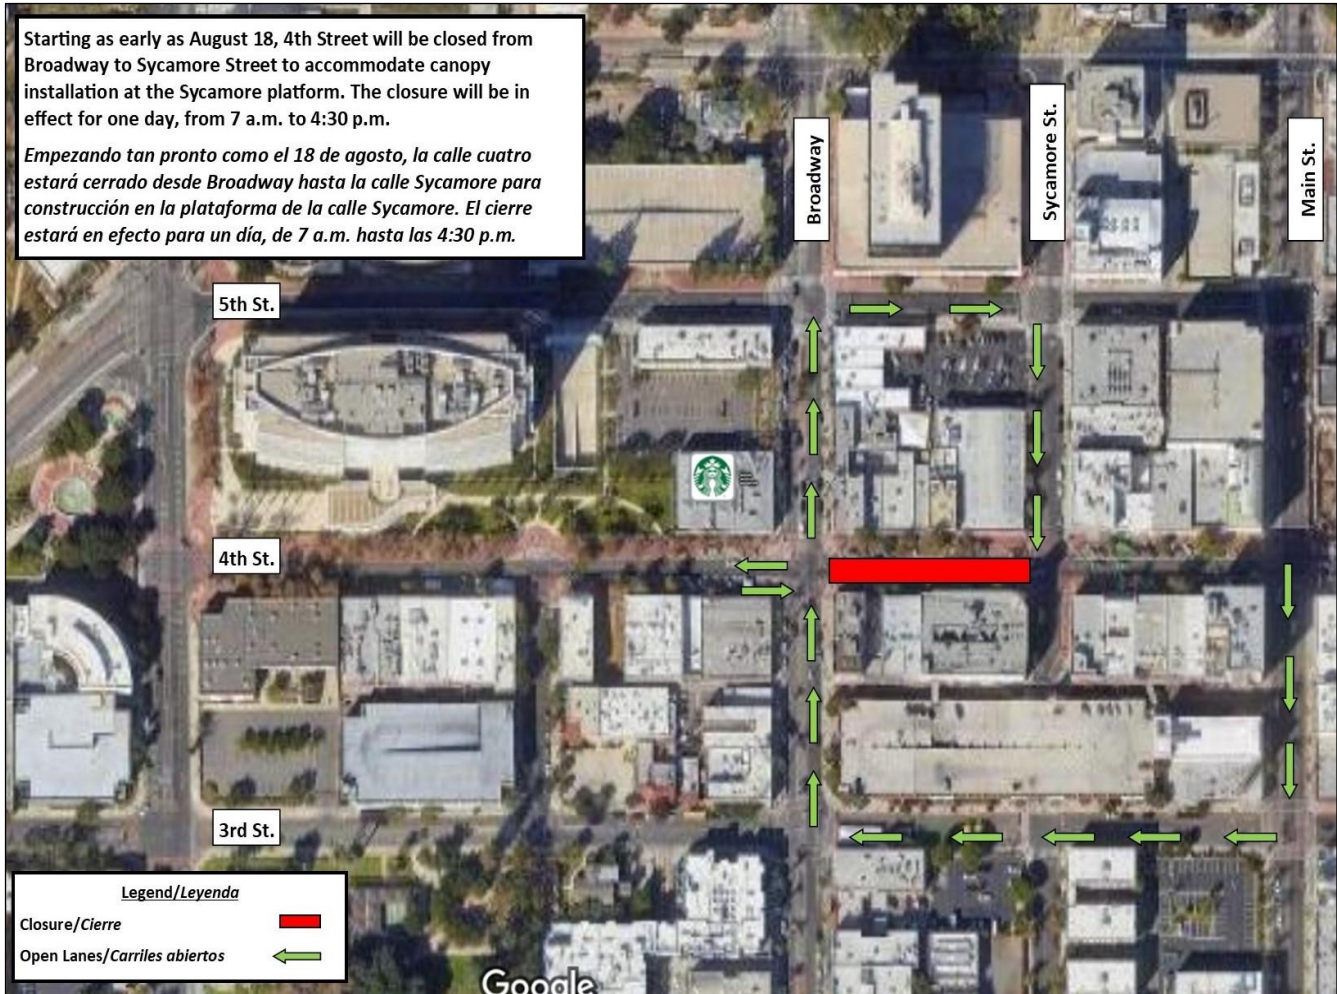 Starting as early as August 18, 4th Street will be closed from
Broadway to Sycamore Street to accommodate canopy
installation at the Sycamore platform. The closure will be in
effect for one day, from 7 a.m. to 4:30 p.m.
Empezando tan pronto como el 18 de agosto, la calle cuatro
estará cerrado desde Broadway hasta la calle Sycamore para
construcción en la plataforma de la calle Sycamore. El cierre
estará en efecto para un día, de 7 a.m. hasta las 4:30 p.m.
Broadway
Sycamore St.
Main St.
5th St.
4th St.
3rd St.
Legend/Leyenda
Closure/Cierre
Open Lanes/Carriles abiertos
Google